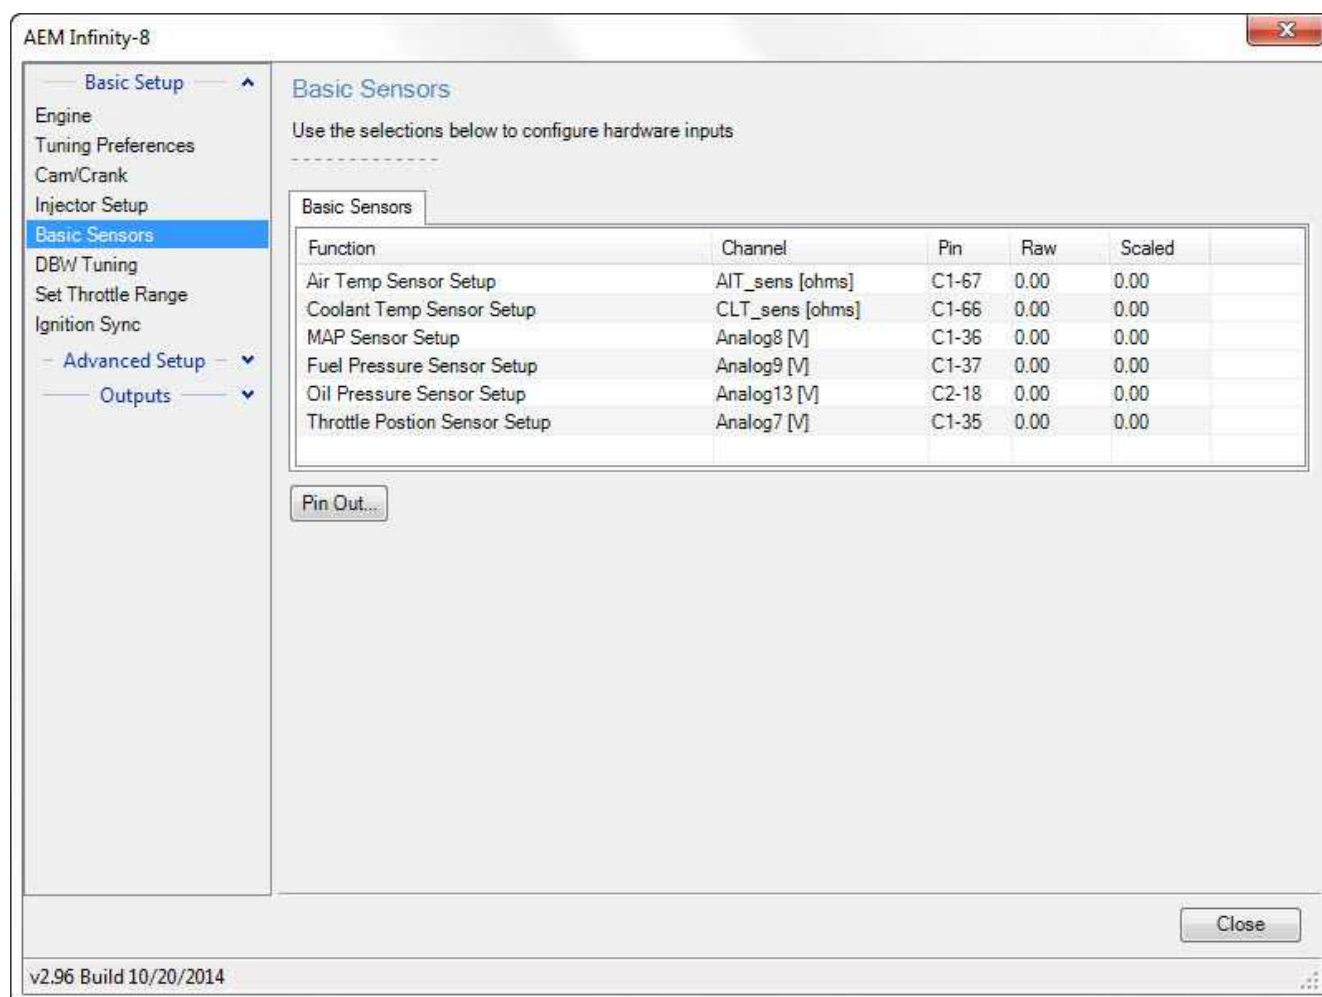 AEM Infinity-8
Basic Setup
Engine
Tuning Preferences
Cam/Crank
Injector Setup
Basic Sensors
DBW Tuning
Set Throttle Range
Ignition Sync
Advanced Setup
Outputs
Basic Sensors
Use the selections below to configure hardware inputs
- - - - - - - - - - - - -
Basic Sensors
Function Channel Pin Raw Scaled
Air Temp Sensor Setup AIT_sens [ohms] C1-67 0.00 0.00
Coolant Temp Sensor Setup CLT_sens [ohms] C1-66 0.00 0.00
MAP Sensor Setup Analog8 [V] C1-36 0.00 0.00
Fuel Pressure Sensor Setup Analog9 [V] C1-37 0.00 0.00
Oil Pressure Sensor Setup Analog13 [V] C2-18 0.00 0.00
Throttle Postion Sensor Setup Analog7 [V] C1-35 0.00 0.00
Pin Out...
Close
v2.96 Build 10/20/2014